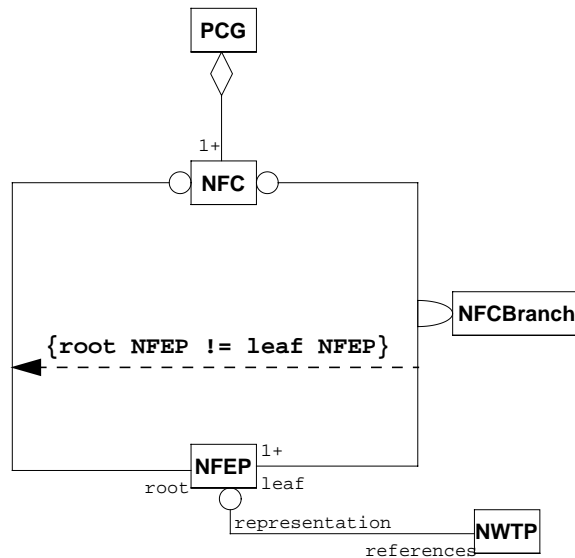 PCG
1+
NFC
NFCBranch
{root NFEP != leaf NFEP}
1+
NFEP
root
leaf
representation
NWTP
references